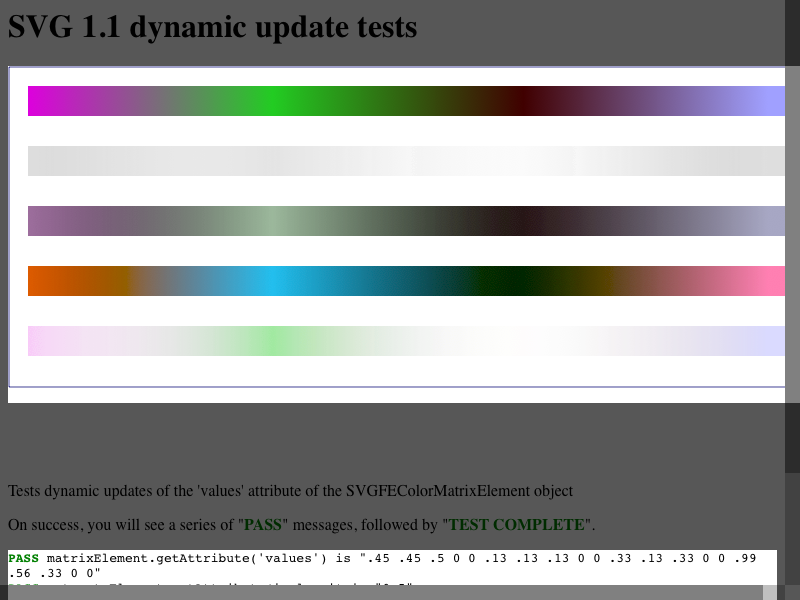 SVG 1.1 dynamic update tests
Tests dynamic updates of the 'values' attribute of the SVGFEColorMatrixElement object
On success, you will see a series of "PASS" messages, followed by "TEST COMPLETE".
PASS matrixElement.getAttribute('values') is ".45 .45 .5 0 0 .13 .13 .13 0 0 .33 .13 .33 0 0 .99
.56 .33 0 0"